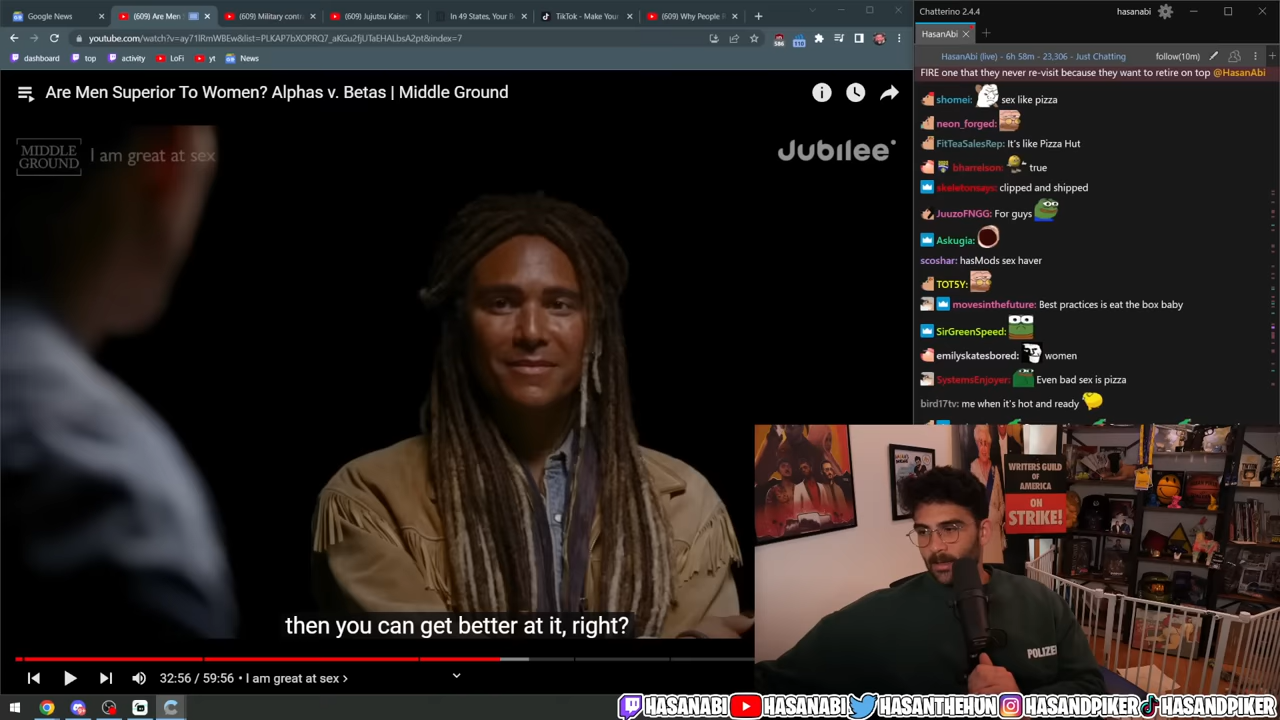 Google News
(609) Are Men
(609) Military contr
(609) Jujutsu Kaisen
In 49 States, Your B
TikTok - Make Your
(609) Why People
youtube.com/watch?v=ay71lRmWBEw&list=PLKAP7bXOPRQ7_aKGu2fjUTaEHALbsA2pt&index=7
dashboard
top
activity
LoFi
yt
News
Are Men Superior To Women? Alphas v. Betas | Middle Ground
MIDDLE
GROUND
I am great at sex
Jubilee
then you can get better at it, right?
32:56 / 59:56 • I am great at sex ›
Chatterino 2.4.4
hasanabi
HasanAbi
HasanAbi (live) - 6h 58m - 23,306 - Just Chatting
follow(10m)
FIRE one that they never re-visit because they want to retire on top @HasanAbi
shomei: sex like pizza
neon_forged:
FitTeaSalesRep: It's like Pizza Hut
bharrelson: true
skeletonsays: clipped and shipped
JuuzoFNGG: For guys
Askugia:
scoshar: hasMods sex haver
TOT5Y:
movesinthefuture: Best practices is eat the box baby
SirGreenSpeed:
emilyskatesbored: women
SystemsEnjoyer: Even bad sex is pizza
bird17tv: me when it's hot and ready
WRITERS GUILD
OF
AMERICA
ON
STRIKE!
POLIZEI
HASANABI
HASANABI
HASANTHEHUN
HASANDPIKER
HASANDPIKER